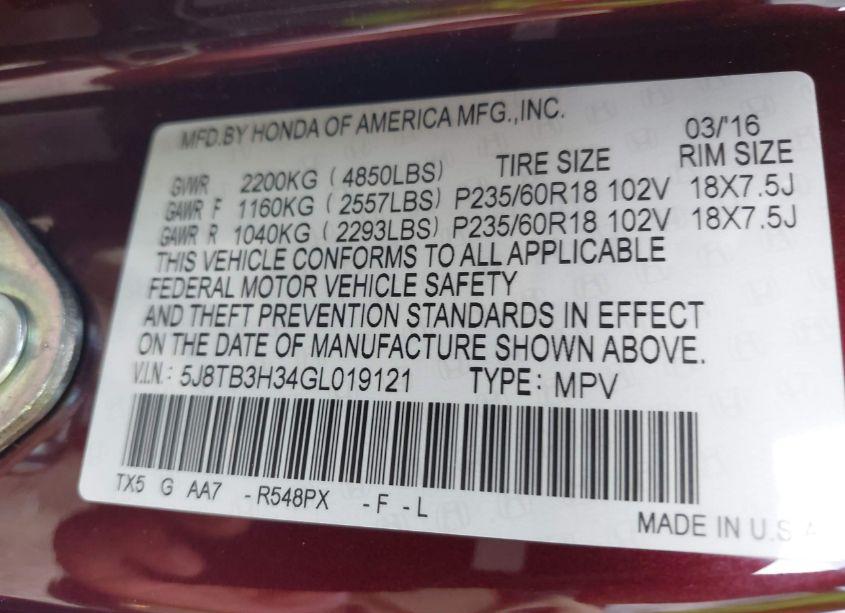 MFD.BY HONDA OF AMERICA MFG.,INC. 03/'16
GVWR 2200KG ( 4850LBS) TIRE SIZE RIM SIZE
GAWR F 1160KG ( 2557LBS) P235/60R18 102V 18X7.5J
GAWR R 1040KG ( 2293LBS) P235/60R18 102V 18X7.5J
THIS VEHICLE CONFORMS TO ALL APPLICABLE
FEDERAL MOTOR VEHICLE SAFETY
AND THEFT PREVENTION STANDARDS IN EFFECT
ON THE DATE OF MANUFACTURE SHOWN ABOVE.
V.I.N.: 5J8TB3H34GL019121 TYPE: MPV
TX5 G AA7 -R548PX -F -L
MADE IN U.S.A